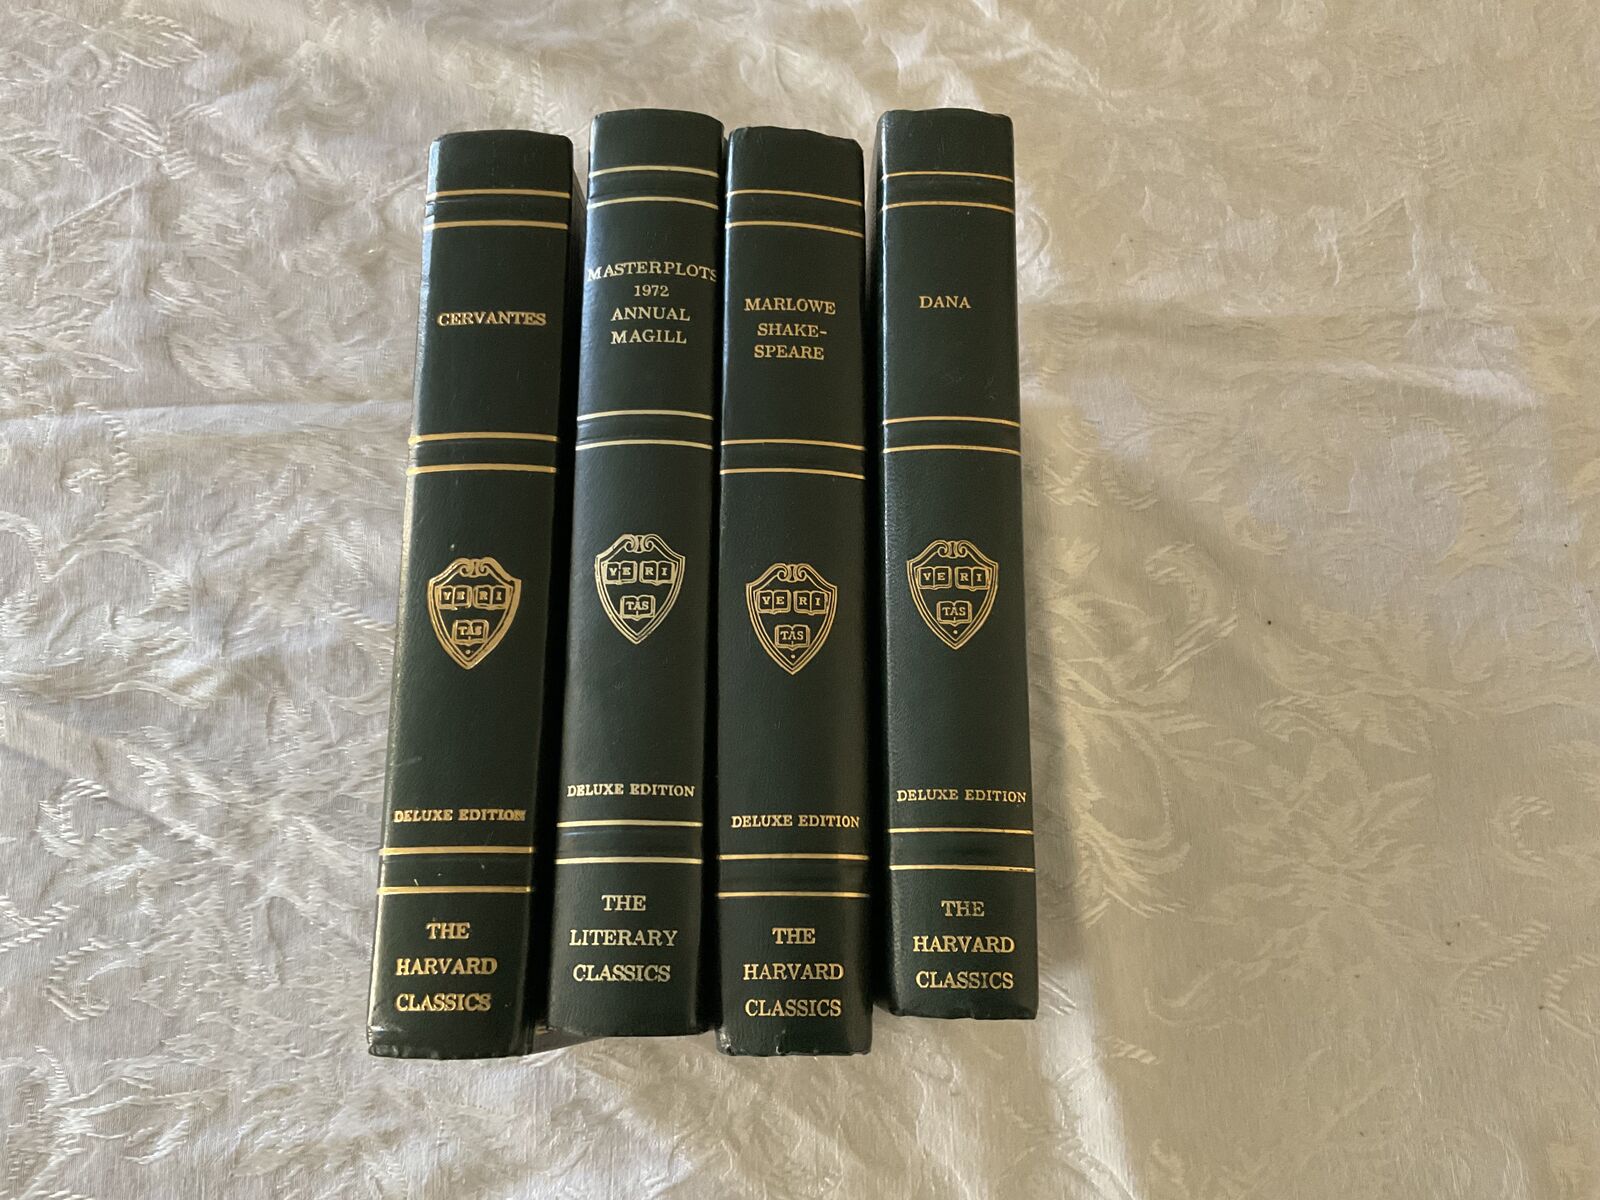 CERVANTES
VE RI
TAS
DELUXE EDITION
THE
HARVARD
CLASSICS
MASTERPLOTS
1972
ANNUAL
MAGILL
VE RI
TAS
DELUXE EDITION
THE
LITERARY
CLASSICS
MARLOWE
SHAKE-
SPEARE
VE RI
TAS
DELUXE EDITION
THE
HARVARD
CLASSICS
DANA
VE RI
TAS
DELUXE EDITION
THE
HARVARD
CLASSICS